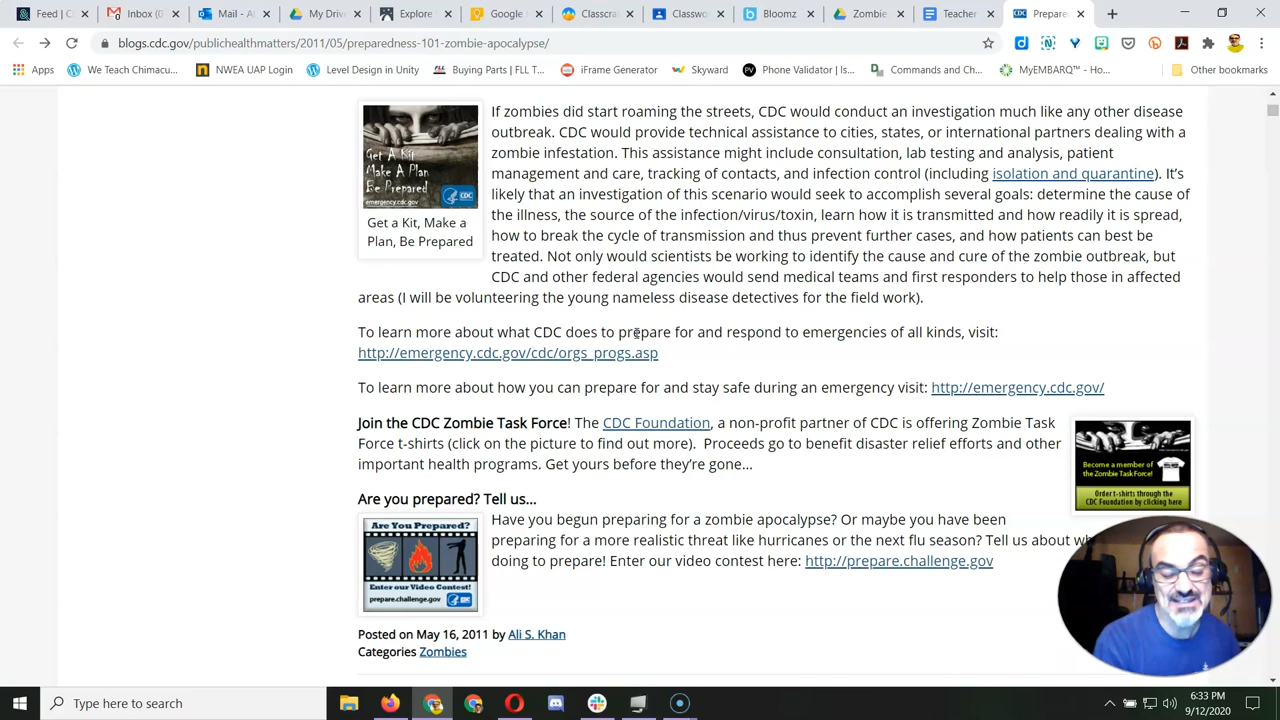 Feed | C
Inbox (0
Mail - Al
My Driv
Explore
Google F
Classcra
Classwo
Bloomz
Zombie
Teacher
Prepare
blogs.cdc.gov/publichealthmatters/2011/05/preparedness-101-zombie-apocalypse/
Apps
We Teach Chimacu...
NWEA UAP Login
Level Design in Unity
Buying Parts | FLL T...
iFrame Generator
Skyward
Phone Validator | Is...
Commands and Ch...
MyEMBARQ™ - Ho...
Other bookmarks
Get A Kit,
Make A Plan
Be Prepared
emergency.cdc.gov
CDC
Get a Kit, Make a
Plan, Be Prepared
If zombies did start roaming the streets, CDC would conduct an investigation much like any other disease
outbreak. CDC would provide technical assistance to cities, states, or international partners dealing with a
zombie infestation. This assistance might include consultation, lab testing and analysis, patient
management and care, tracking of contacts, and infection control (including isolation and quarantine). It's
likely that an investigation of this scenario would seek to accomplish several goals: determine the cause of
the illness, the source of the infection/virus/toxin, learn how it is transmitted and how readily it is spread,
how to break the cycle of transmission and thus prevent further cases, and how patients can best be
treated. Not only would scientists be working to identify the cause and cure of the zombie outbreak, but
CDC and other federal agencies would send medical teams and first responders to help those in affected
areas (I will be volunteering the young nameless disease detectives for the field work).
To learn more about what CDC does to prepare for and respond to emergencies of all kinds, visit:
http://emergency.cdc.gov/cdc/orgs_progs.asp
To learn more about how you can prepare for and stay safe during an emergency visit: http://emergency.cdc.gov/
Join the CDC Zombie Task Force! The CDC Foundation, a non-profit partner of CDC is offering Zombie Task
Force t-shirts (click on the picture to find out more). Proceeds go to benefit disaster relief efforts and other
important health programs. Get yours before they're gone...
Become a member of
the Zombie Task Force!
Order t-shirts through the
CDC Foundation by clicking here
Are you prepared? Tell us...
Are You Prepared?
Enter our Video Contest!
prepare.challenge.gov
CDC
Have you begun preparing for a zombie apocalypse? Or maybe you have been
preparing for a more realistic threat like hurricanes or the next flu season? Tell us about
doing to prepare! Enter our video contest here: http://prepare.challenge.gov
Posted on May 16, 2011 by Ali S. Khan
Categories Zombies
Type here to search
6:33 PM
9/12/2020